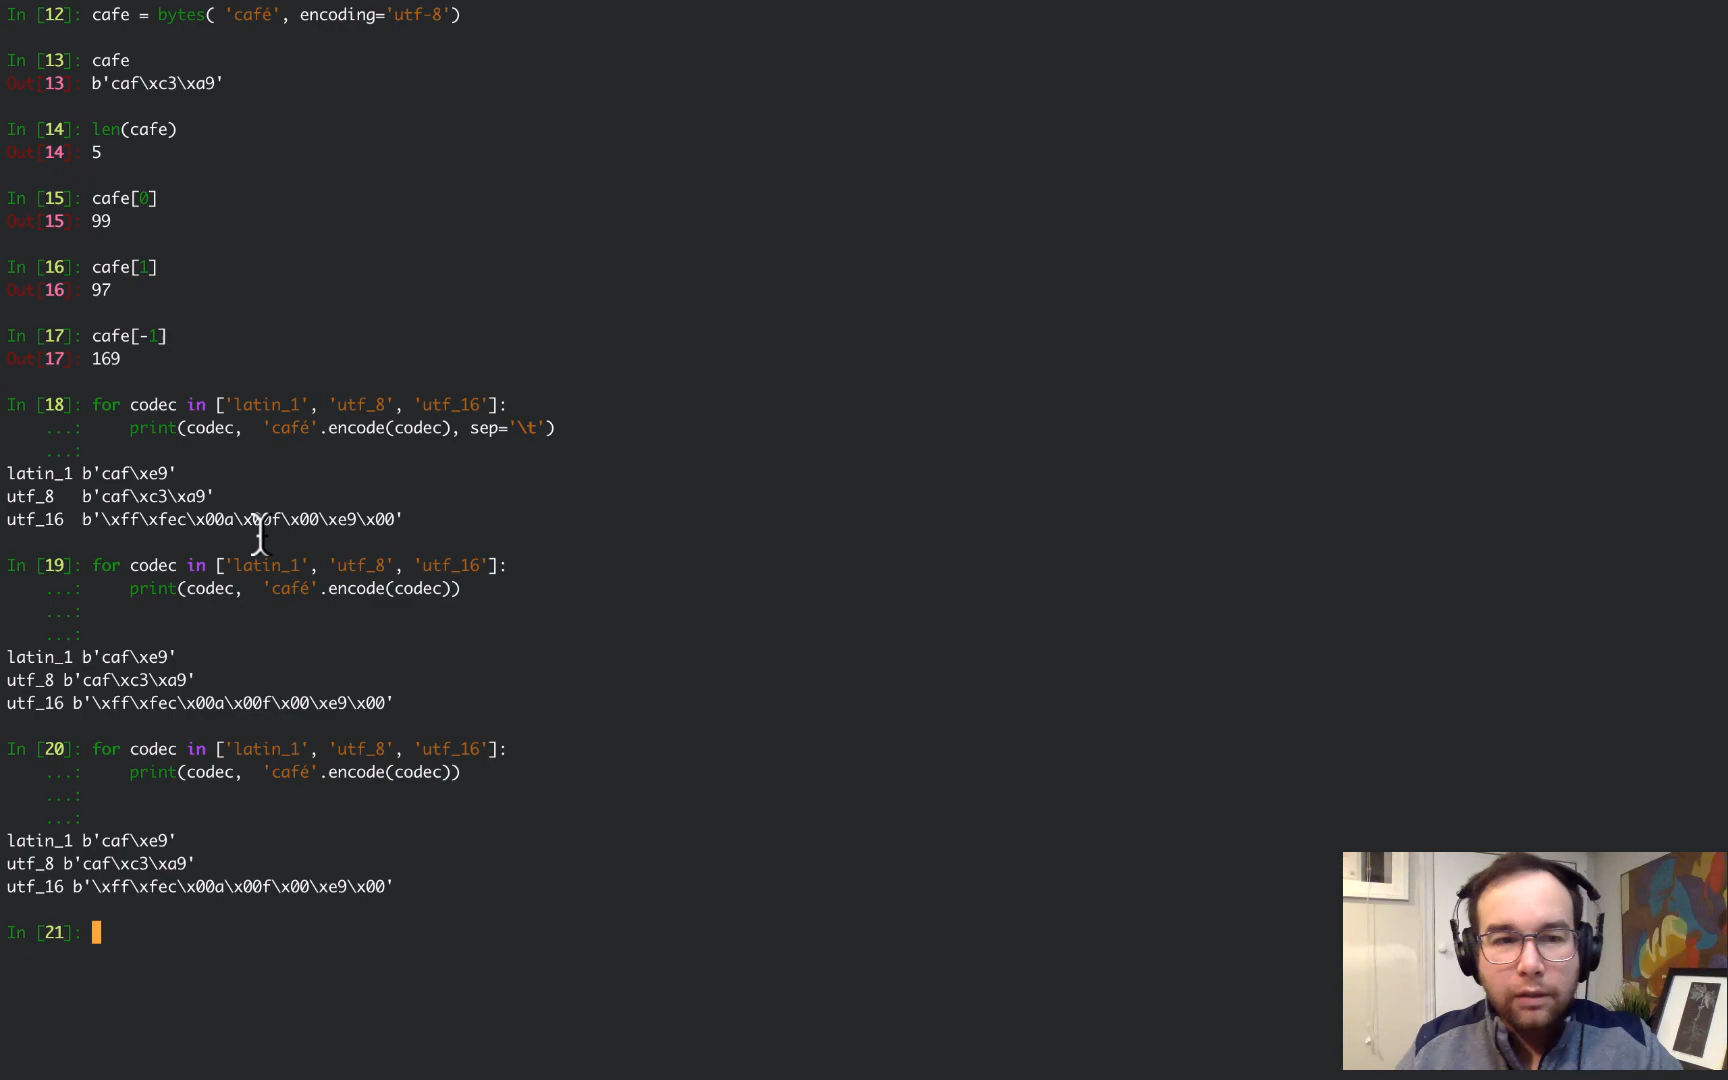 In [12]: cafe = bytes( 'café', encoding='utf-8')
In [13]: cafe
Out[13]: b'caf\xc3\xa9'
In [14]: len(cafe)
Out[14]: 5
In [15]: cafe[0]
Out[15]: 99
In [16]: cafe[1]
Out[16]: 97
In [17]: cafe[-1]
Out[17]: 169
In [18]: for codec in ['latin_1', 'utf_8', 'utf_16']:
...:     print(codec,  'café'.encode(codec), sep='\t')
...:
latin_1 b'caf\xe9'
utf_8   b'caf\xc3\xa9'
utf_16  b'\xff\xfec\x00a\x00f\x00\xe9\x00'
In [19]: for codec in ['latin_1', 'utf_8', 'utf_16']:
...:     print(codec,  'café'.encode(codec))
...:
...:
latin_1 b'caf\xe9'
utf_8 b'caf\xc3\xa9'
utf_16 b'\xff\xfec\x00a\x00f\x00\xe9\x00'
In [20]: for codec in ['latin_1', 'utf_8', 'utf_16']:
...:     print(codec,  'café'.encode(codec))
...:
...:
latin_1 b'caf\xe9'
utf_8 b'caf\xc3\xa9'
utf_16 b'\xff\xfec\x00a\x00f\x00\xe9\x00'
In [21]: